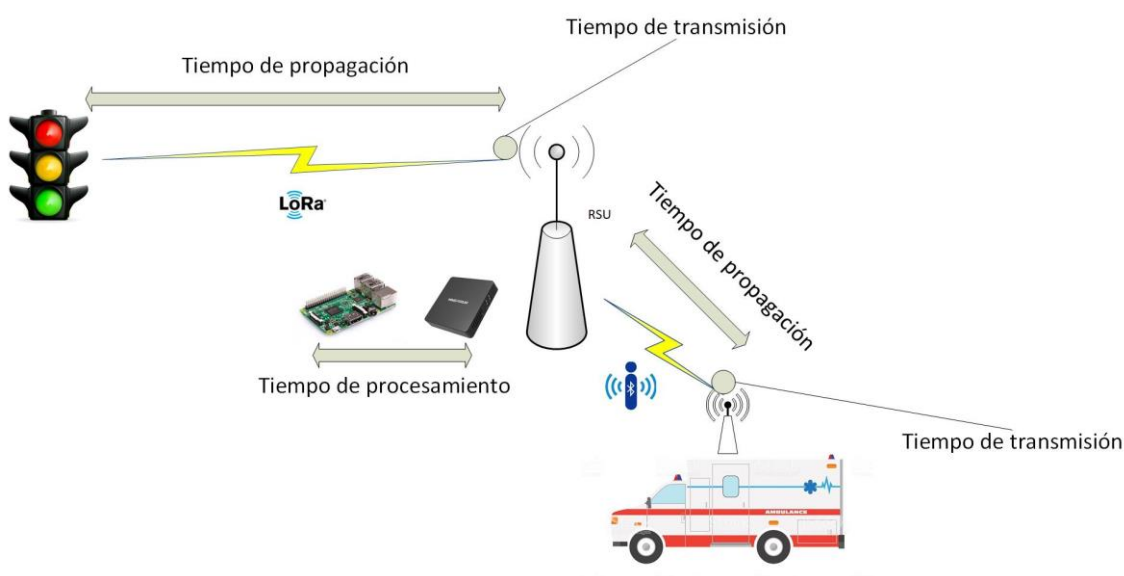 Tiempo de transmisión
Tiempo de propagación
LoRa
RSU
Tiempo de propagación
Tiempo de procesamiento
Tiempo de transmisión
AMBULANCE